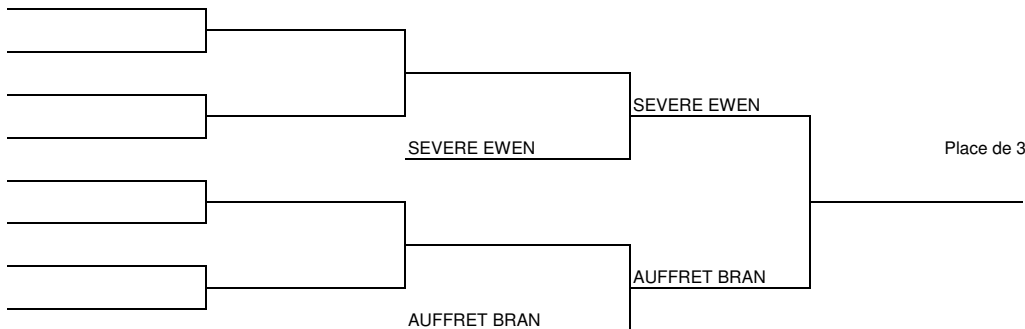 SEVERE EWEN
SEVERE EWEN
Place de 3
AUFFRET BRAN
AUFFRET BRAN